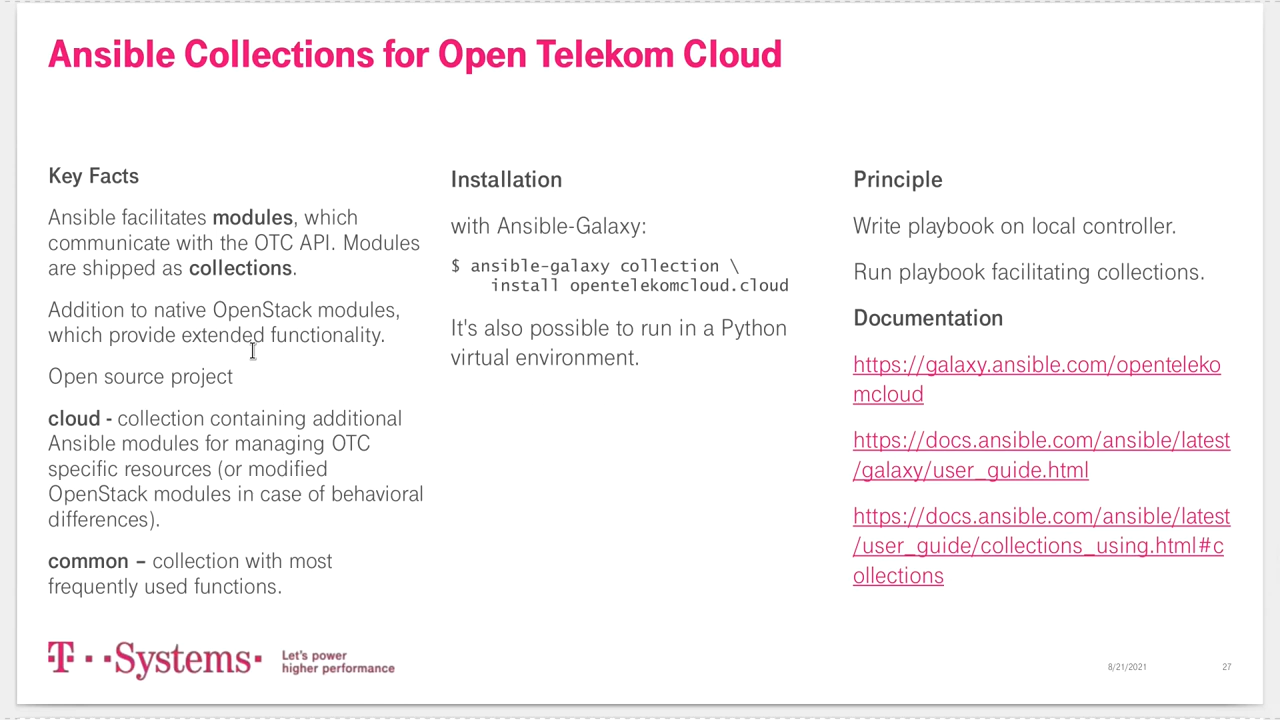 Ansible Collections for Open Telekom Cloud
Key Facts
Ansible facilitates modules, which
communicate with the OTC API. Modules
are shipped as collections.
Addition to native OpenStack modules,
which provide extended functionality.
Open source project
cloud - collection containing additional
Ansible modules for managing OTC
specific resources (or modified
OpenStack modules in case of behavioral
differences).
common – collection with most
frequently used functions.
Installation
with Ansible-Galaxy:
$ ansible-galaxy collection \
install opentelekomcloud.cloud
It's also possible to run in a Python
virtual environment.
Principle
Write playbook on local controller.
Run playbook facilitating collections.
Documentation
https://galaxy.ansible.com/openteleko
mcloud
https://docs.ansible.com/ansible/latest
/galaxy/user_guide.html
https://docs.ansible.com/ansible/latest
/user_guide/collections_using.html#c
ollections
T··Systems·
Let's power
higher performance
8/21/2021
27